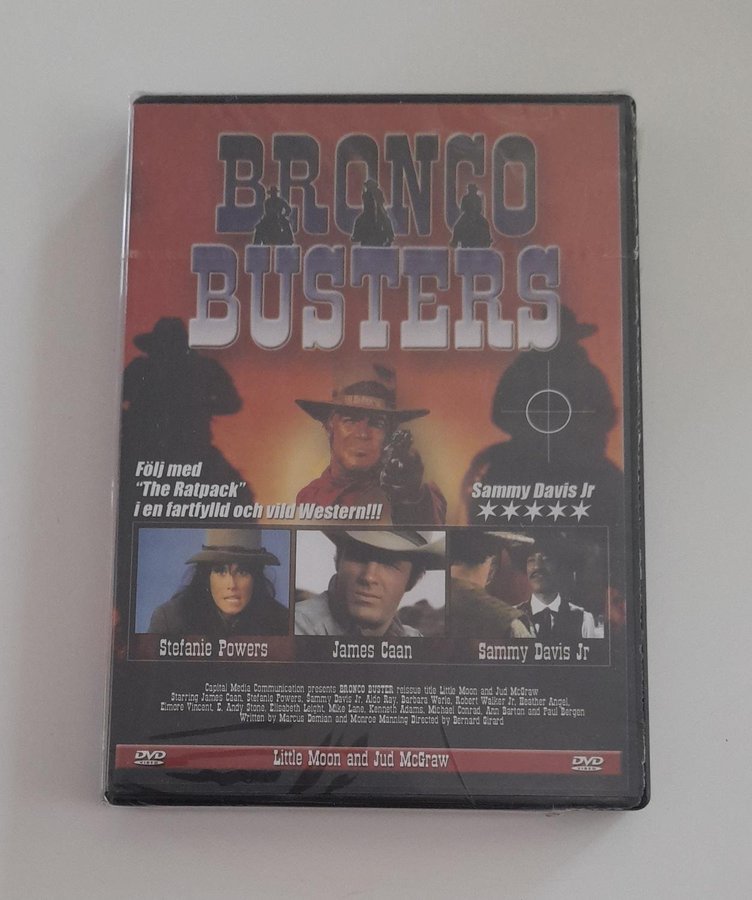 BRONCO
BUSTERS
Följ med
"The Ratpack"
i en fartfylld och vild Western!!!
Sammy Davis Jr
Stefanie Powers
James Caan
Sammy Davis Jr
Capital Media Communication presents BRONCO BUSTER reissue title Little Moon and Jud McGraw
Starring James Caan, Stefanie Powers, Sammy Davis Jr, Aldo Ray, Barbara Werle, Robert Walker Jr, Heather Angel,
Elmore Vincent, E. Andy Stone, Elisabeth Leight, Mike Lane, Kenneth Adams, Michael Conrad, Ann Barton and Paul Bergen
Written by Marcus Demian and Monroe Manning Directed by Bernard Girard
DVD
VIDEO
Little Moon and Jud McGraw
DVD
VIDEO